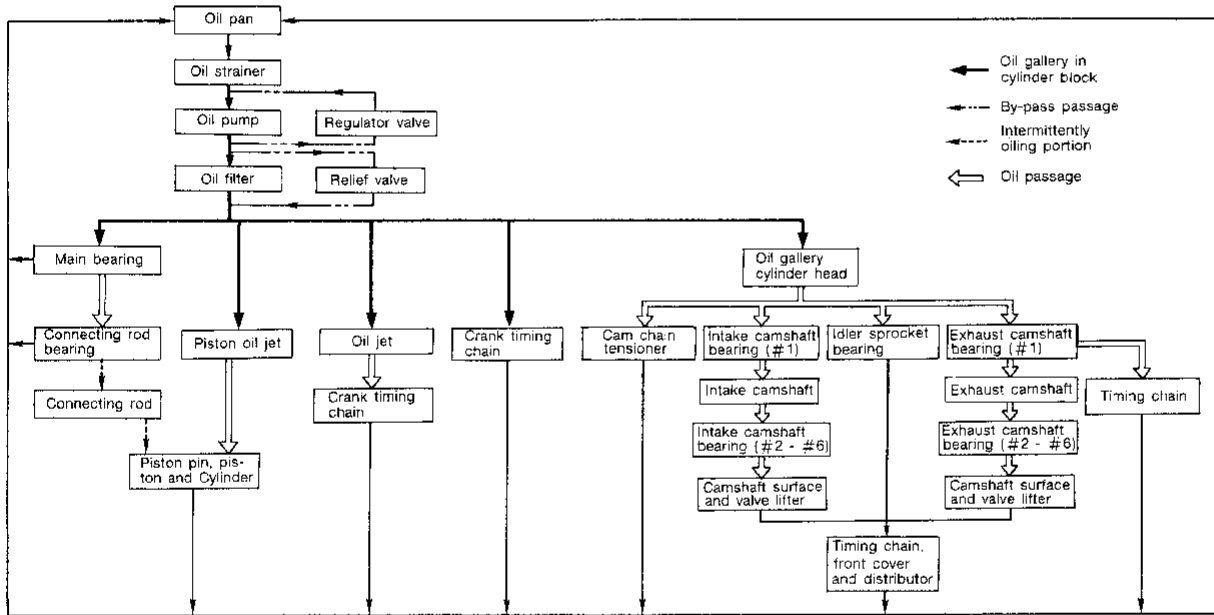 Oil pan
Oil strainer
Oil gallery in
cylinder block
Oil pump
Regulator valve
By-pass passage
Intermittently
oiling portion
Oil filter
Relief valve
Oil passage
Main bearing
Oil gallery
cylinder head
Connecting rod
bearing
Piston oil jet
Oil jet
Crank timing
chain
Cam chain
tensioner
Intake camshaft
bearing (#1)
Idler sprocket
bearing
Exhaust camshaft
bearing (#1)
Connecting rod
Crank timing
chain
Intake camshaft
Exhaust camshaft
Timing chain
Intake camshaft
bearing (#2 - #6)
Exhaust camshaft
bearing (#2 - #6)
Piston pin, pis-
ton and Cylinder
Camshaft surface
and valve lifter
Camshaft surface
and valve lifter
Timing chain,
front cover
and distributor